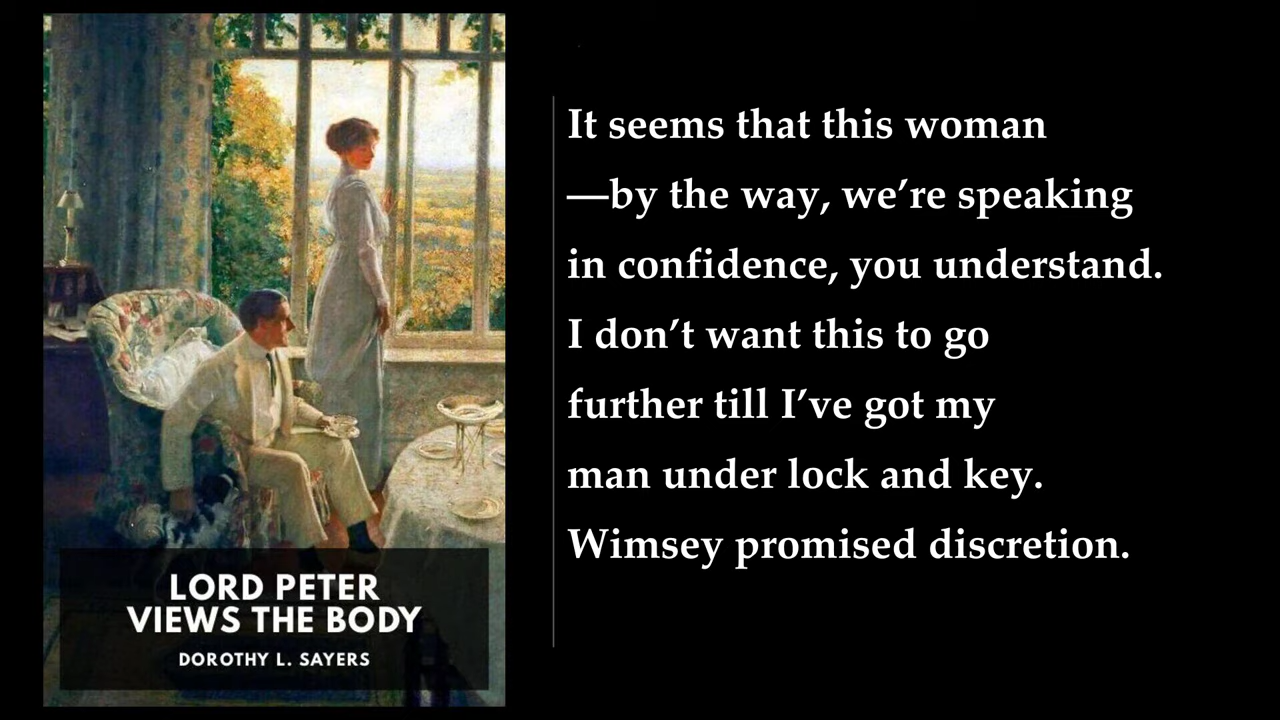 LORD PETER
VIEWS THE BODY
DOROTHY L. SAYERS
It seems that this woman
—by the way, we’re speaking
in confidence, you understand.
I don’t want this to go
further till I’ve got my
man under lock and key.
Wimsey promised discretion.